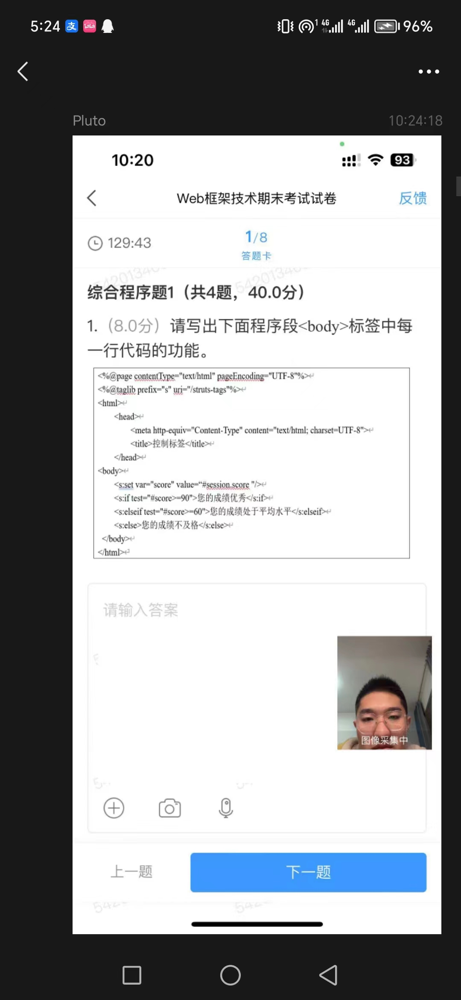 5:24
支
bilibili
1 4G 4G 96%
Pluto
10:24:18
10:20
93
Web框架技术期末考试试卷
反馈
129:43
1/8
答题卡
综合程序题1（共4题，40.0分）
1.（8.0分）请写出下面程序段<body>标签中每
一行代码的功能。
<%@page contentType="text/html" pageEncoding="UTF-8"%>↵
<%@taglib prefix="s" uri="/struts-tags"%>↵
<html>↵
<head>↵
<meta http-equiv="Content-Type" content="text/html; charset=UTF-8">↵
<title>控制标签</title>↵
</head>↵
<body>↵
<s:set var="score" value=“#session.score "/>↵
<s:if test="#score>=90">您的成绩优秀</s:if>↵
<s:elseif test="#score>=60">您的成绩处于平均水平</s:elseif>↵
<s:else>您的成绩不及格</s:else>↵
</body>↵
</html>↵
请输入答案
图像采集中
上一题
下一题